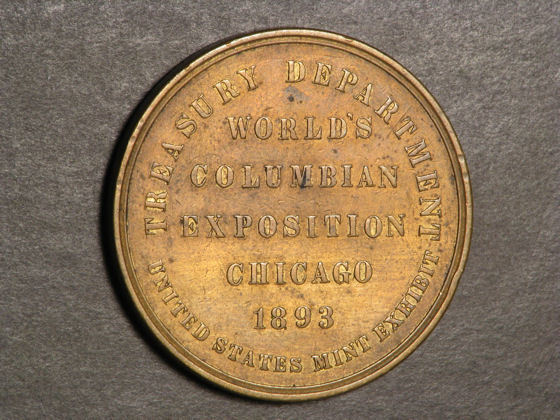 TREASURY DEPARTMENT
WORLD'S
COLUMBIAN
EXPOSITION
CHICAGO
1893
UNITED STATES MINT EXHIBIT